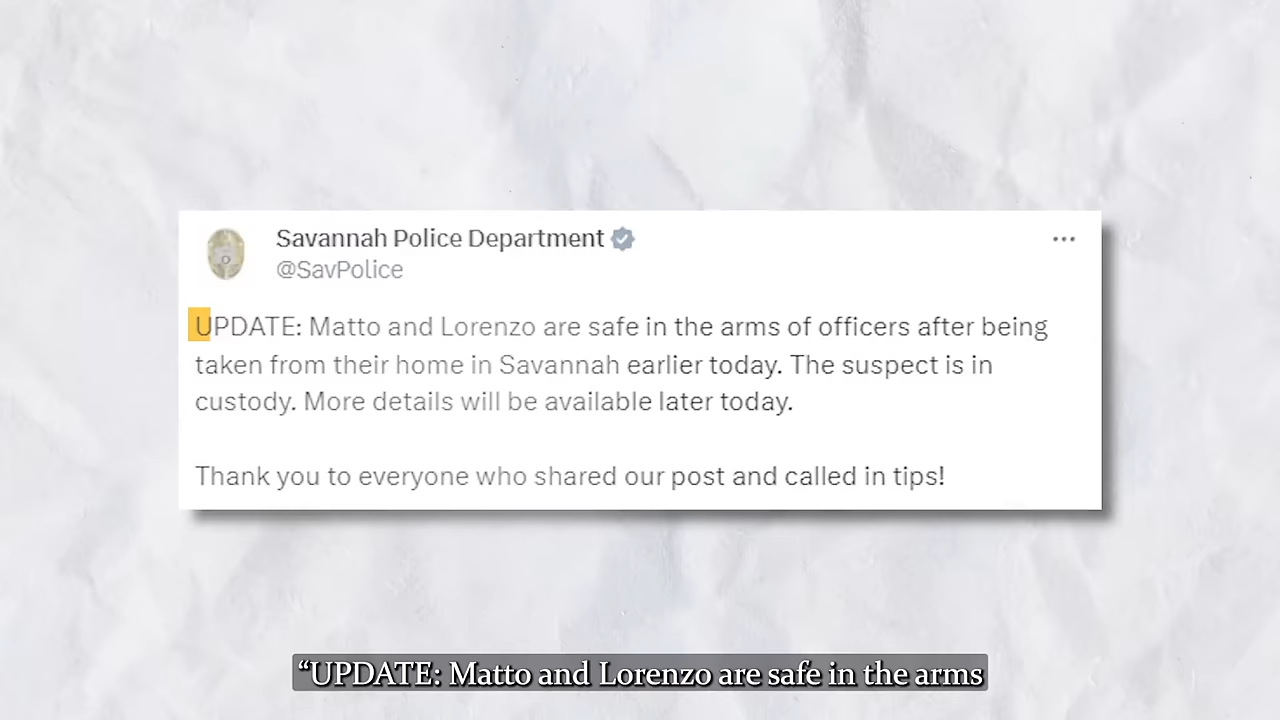 Savannah Police Department
@SavPolice
UPDATE: Matto and Lorenzo are safe in the arms of officers after being
taken from their home in Savannah earlier today. The suspect is in
custody. More details will be available later today.
Thank you to everyone who shared our post and called in tips!
“UPDATE: Matto and Lorenzo are safe in the arms